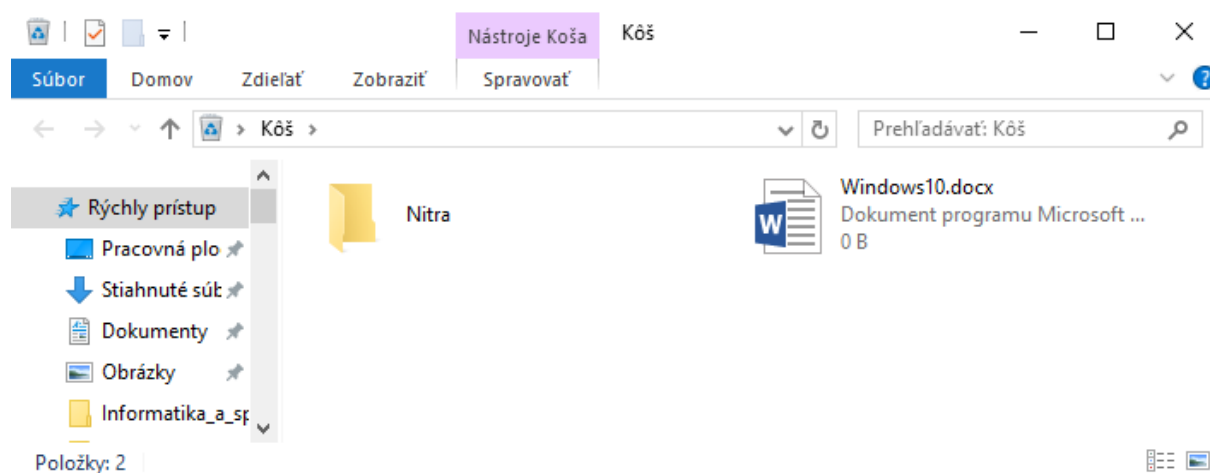 Nástroje Koša Kôš
Súbor Domov Zdieľať Zobraziť Spravovať
Kôš Prehľadávať: Kôš
Rýchly prístup
Pracovná plo
Stiahnuté súb
Dokumenty
Obrázky
Informatika_a_sp
Nitra
Windows10.docx
Dokument programu Microsoft ...
0 B
Položky: 2